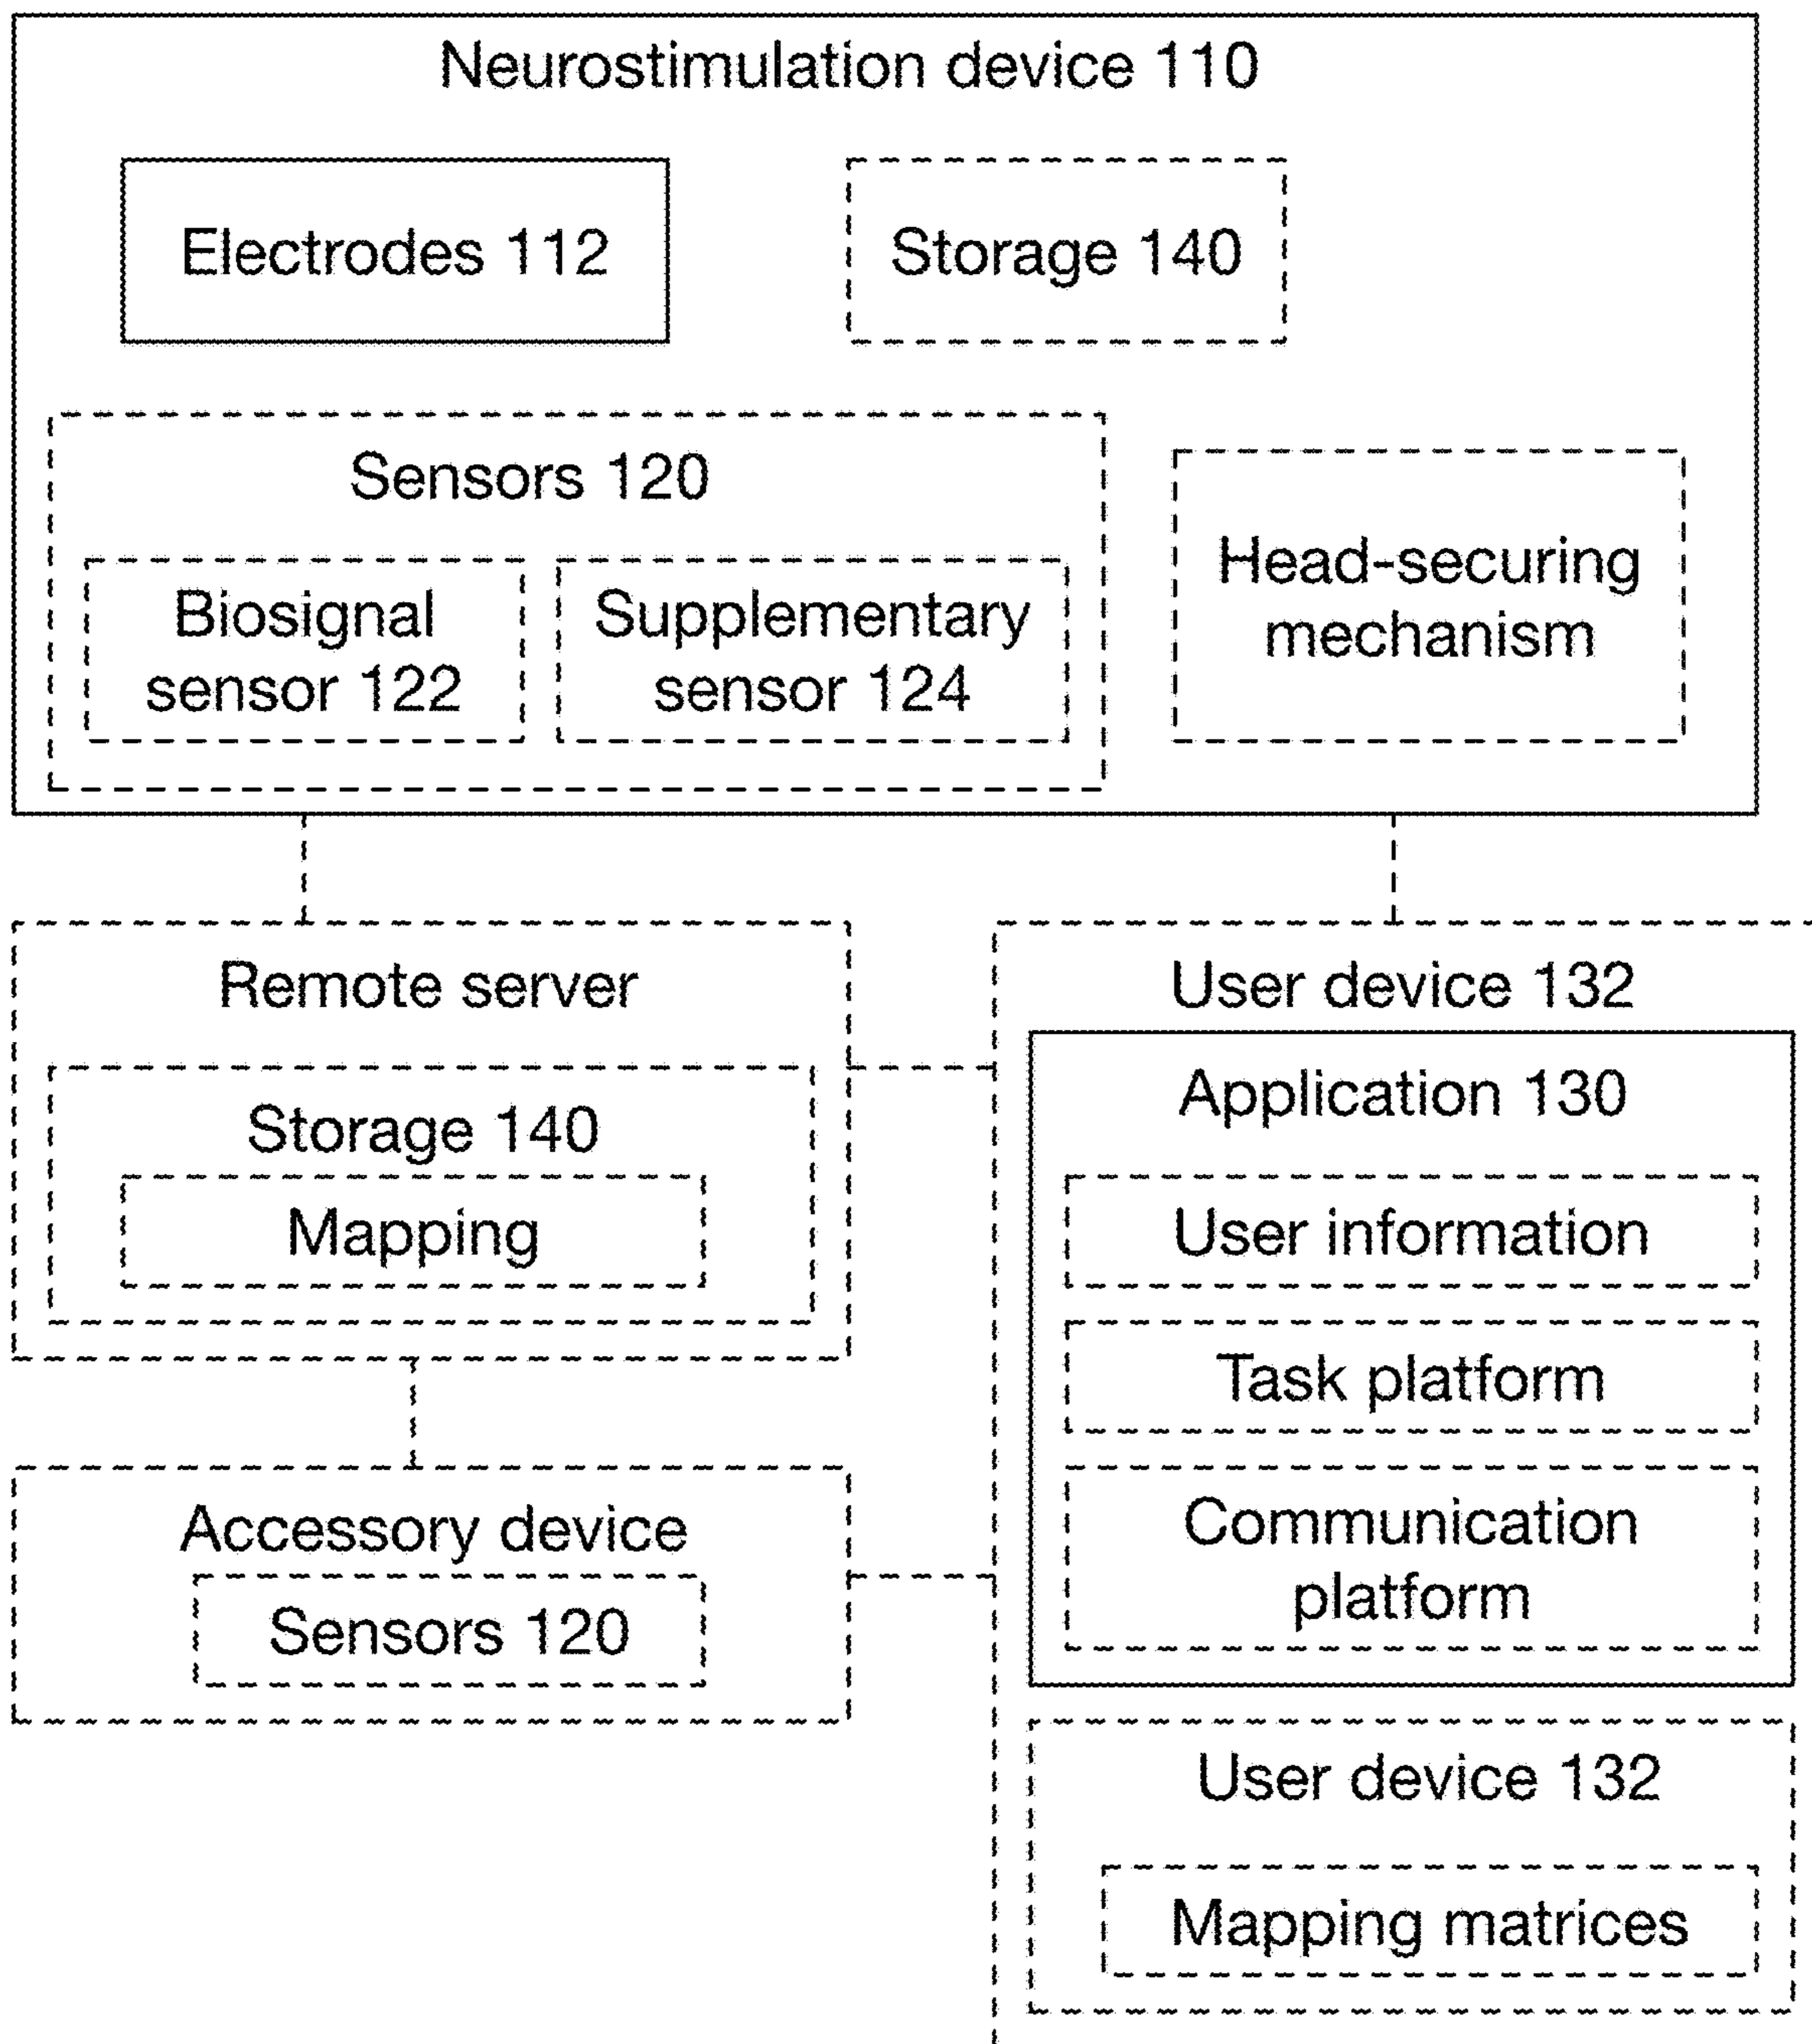 Neurostimulation device 110
Electrodes 112
Storage 140
Sensors 120
Biosignal
sensor 122
Supplementary
sensor 124
Head-securing
mechanism
Remote server
Storage 140
Mapping
Accessory device
Sensors 120
User device 132
Application 130
User information
Task platform
Communication
platform
User device 132
Mapping matrices